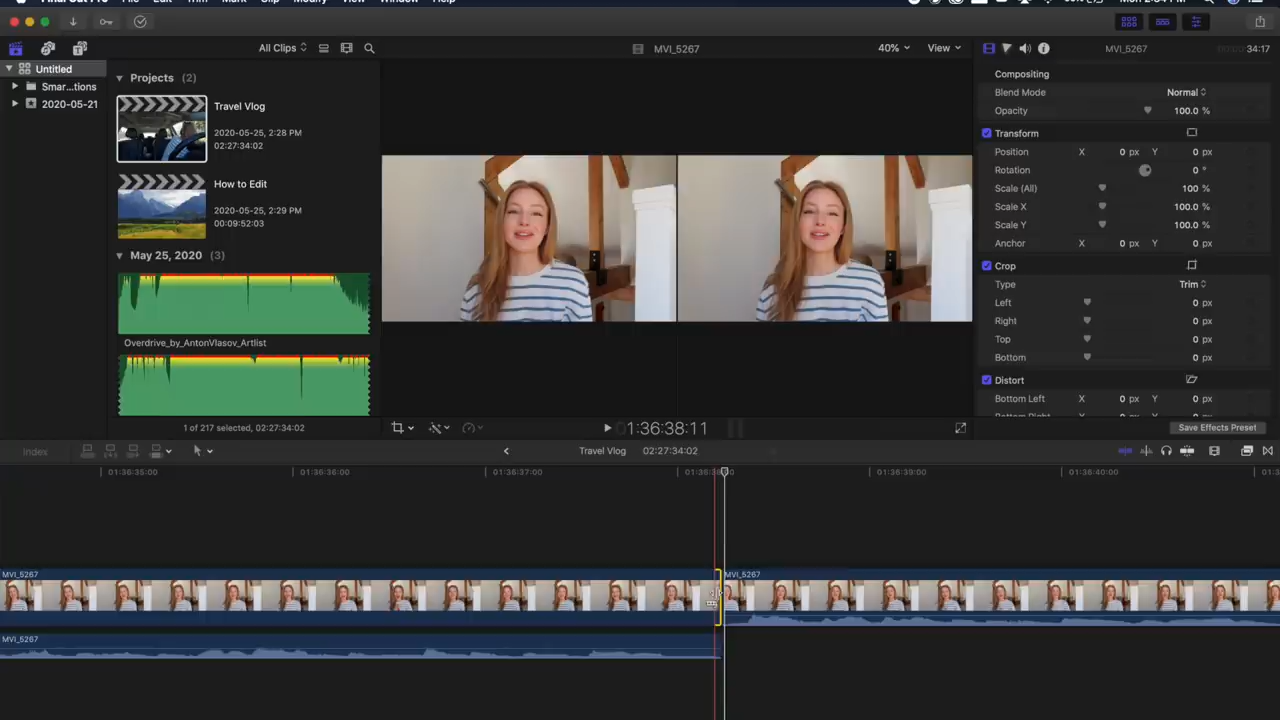 All Clips
MVI_5267
40%
View
MVI_5267
34:17
Untitled
Smar...tions
2020-05-21
Projects (2)
Travel Vlog
2020-05-25, 2:28 PM
02:27:34:02
How to Edit
2020-05-25, 2:29 PM
00:09:52:03
May 25, 2020 (3)
Overdrive_by_AntonVlasov_Artlist
1 of 217 selected, 02:27:34:02
1:36:38:11
Compositing
Blend Mode Normal
Opacity 100.0 %
Transform
Position X 0 px Y 0 px
Rotation 0 °
Scale (All) 100 %
Scale X 100.0 %
Scale Y 100.0 %
Anchor X 0 px Y 0 px
Crop
Type Trim
Left 0 px
Right 0 px
Top 0 px
Bottom 0 px
Distort
Bottom Left X 0 px Y 0 px
Save Effects Preset
Index
Travel Vlog 02:27:34:02
01:36:35:00 01:36:36:00 01:36:37:00 01:36:39:00 01:36:40:00
MVI_5267 MVI_5267
MVI_5267